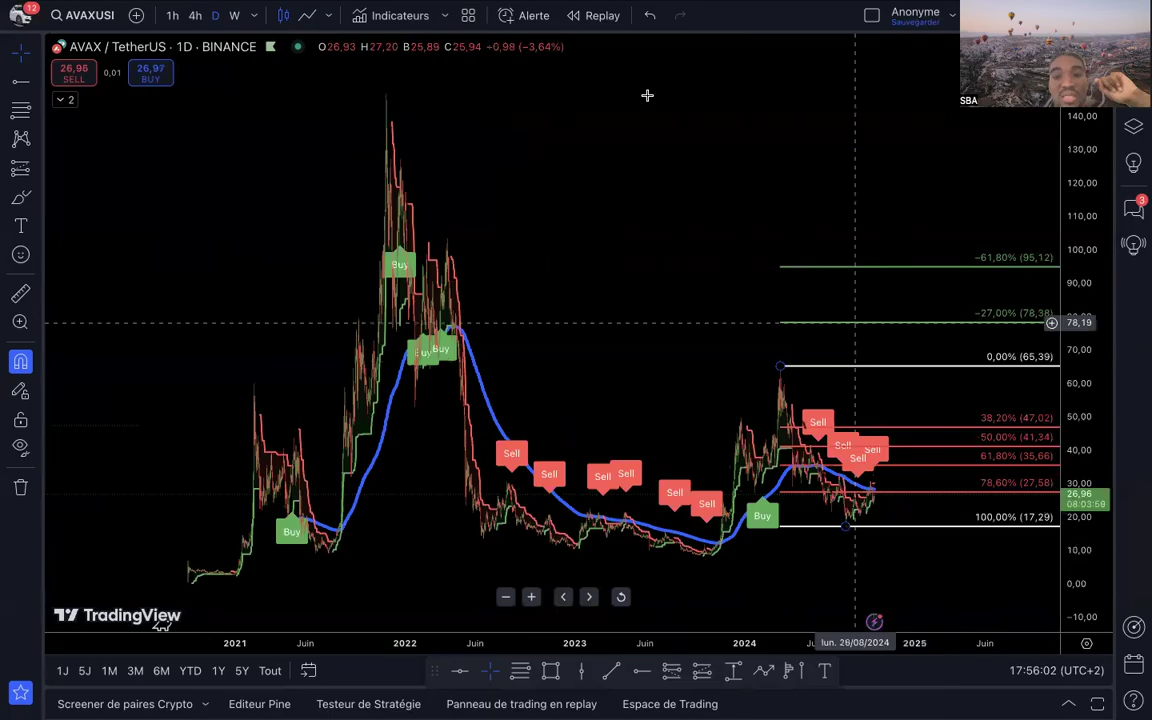 12
AVAXUSI
1h 4h D W
Indicateurs
Alerte
Replay
Anonyme
Sauvegarder
SBA
AVAX / TetherUS · 1D · BINANCE
O26,93 H27,20 B25,89 C25,94 +0,98 (−3,64%)
26,96
SELL
0,01
26,97
BUY
2
140,00
130,00
120,00
110,00
100,00
90,00
78,19
70,00
60,00
50,00
40,00
30,00
26,96
08:03:58
20,00
10,00
0,00
−10,00
−61,80% (95,12)
−27,00% (78,38)
0,00% (65,39)
38,20% (47,02)
50,00% (41,34)
61,80% (35,66)
78,60% (27,58)
100,00% (17,29)
Buy
Buy
Buy
Buy
Sell
Sell
Sell
Sell
Sell
Sell
Buy
Sell
Sell
Sell
Sell
3
TradingView
2021 Juin 2022 Juin 2023 Juin 2024 lun. 26/08/2024 2025 Juin
1J 5J 1M 3M 6M YTD 1Y 5Y Tout
17:56:02 (UTC+2)
Screener de paires Crypto
Editeur Pine
Testeur de Stratégie
Panneau de trading en replay
Espace de Trading